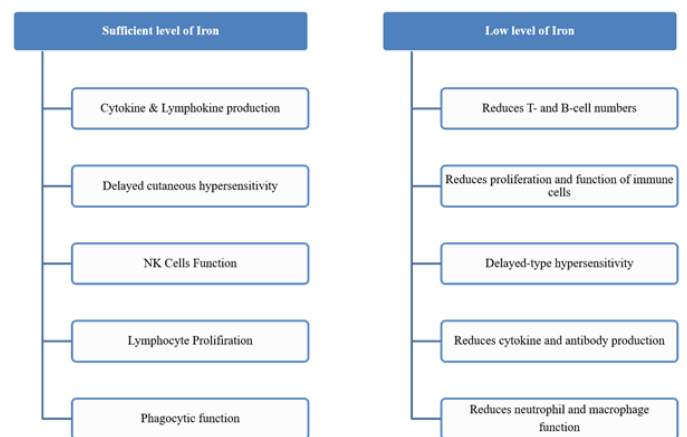 Sufficient level of Iron
Cytokine & Lymphokine production
Delayed cutaneous hypersensitivity
NK Cells Function
Lymphocyte Prolifiration
Phagocytic function
Low level of Iron
Reduces T- and B-cell numbers
Reduces proliferation and function of immune
cells
Delayed-type hypersensitivity
Reduces cytokine and antibody production
Reduces neutrophil and macrophage
function